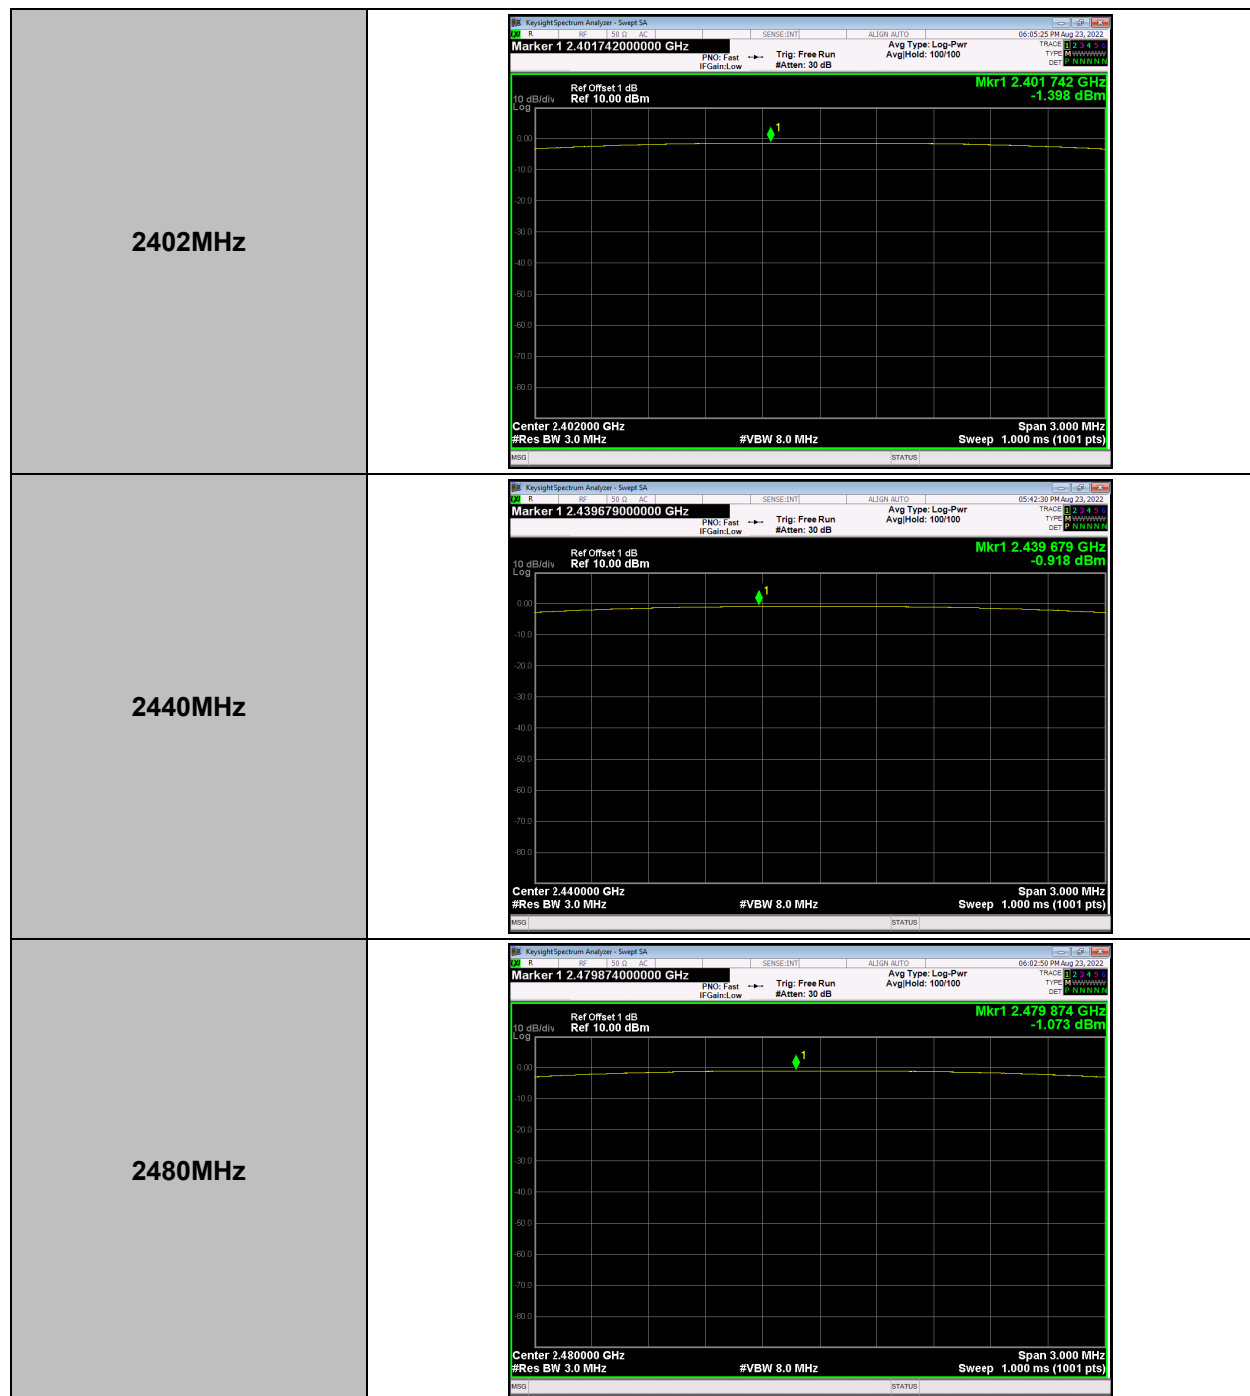 2402MHz
Keysight Spectrum Analyzer - Swept SA
R RF 50 Ω AC SENSE:INT ALIGN AUTO 06:05:25 PM Aug 23, 2022
Marker 1 2.401742000000 GHz
PNO: Fast
IFGain:Low
Trig: Free Run
#Atten: 30 dB
Avg Type: Log-Pwr
Avg|Hold: 100/100
TRACE 1 2 3 4 5 6
TYPE M WWWWW
DET P N N N N N
Mkr1 2.401 742 GHz
-1.398 dBm
Ref Offset 1 dB
10 dB/div Ref 10.00 dBm
Log
1
0.00
-10.0
-20.0
-30.0
-40.0
-50.0
-60.0
-70.0
-80.0
Center 2.402000 GHz Span 3.000 MHz
#Res BW 3.0 MHz #VBW 8.0 MHz Sweep 1.000 ms (1001 pts)
MSG STATUS
2440MHz
Keysight Spectrum Analyzer - Swept SA
R RF 50 Ω AC SENSE:INT ALIGN AUTO 05:42:30 PM Aug 23, 2022
Marker 1 2.439679000000 GHz
PNO: Fast
IFGain:Low
Trig: Free Run
#Atten: 30 dB
Avg Type: Log-Pwr
Avg|Hold: 100/100
TRACE 1 2 3 4 5 6
TYPE M WWWWW
DET P N N N N N
Mkr1 2.439 679 GHz
-0.918 dBm
Ref Offset 1 dB
10 dB/div Ref 10.00 dBm
Log
1
0.00
-10.0
-20.0
-30.0
-40.0
-50.0
-60.0
-70.0
-80.0
Center 2.440000 GHz Span 3.000 MHz
#Res BW 3.0 MHz #VBW 8.0 MHz Sweep 1.000 ms (1001 pts)
MSG STATUS
2480MHz
Keysight Spectrum Analyzer - Swept SA
R RF 50 Ω AC SENSE:INT ALIGN AUTO 06:02:50 PM Aug 23, 2022
Marker 1 2.479874000000 GHz
PNO: Fast
IFGain:Low
Trig: Free Run
#Atten: 30 dB
Avg Type: Log-Pwr
Avg|Hold: 100/100
TRACE 1 2 3 4 5 6
TYPE M WWWWW
DET P N N N N N
Mkr1 2.479 874 GHz
-1.073 dBm
Ref Offset 1 dB
10 dB/div Ref 10.00 dBm
Log
1
0.00
-10.0
-20.0
-30.0
-40.0
-50.0
-60.0
-70.0
-80.0
Center 2.480000 GHz Span 3.000 MHz
#Res BW 3.0 MHz #VBW 8.0 MHz Sweep 1.000 ms (1001 pts)
MSG STATUS